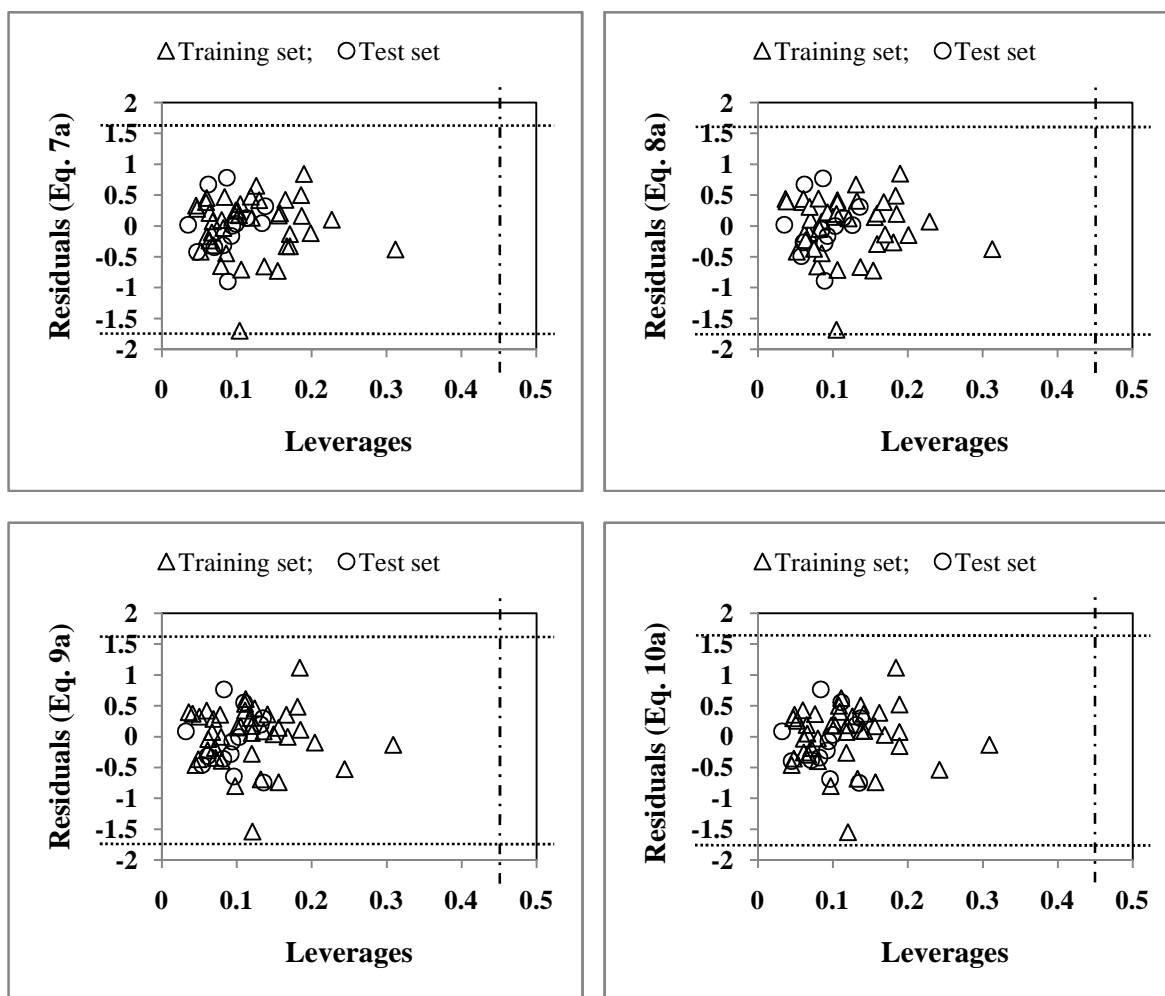 Training set; Test set
Residuals (Eq. 7a)
2
1.5
1
0.5
0
-0.5
-1
-1.5
-2
0 0.1 0.2 0.3 0.4 0.5
Leverages
Training set; Test set
Residuals (Eq. 8a)
2
1.5
1
0.5
0
-0.5
-1
-1.5
-2
0 0.1 0.2 0.3 0.4 0.5
Leverages
Training set; Test set
Residuals (Eq. 9a)
2
1.5
1
0.5
0
-0.5
-1
-1.5
-2
0 0.1 0.2 0.3 0.4 0.5
Leverages
Training set; Test set
Residuals (Eq. 10a)
2
1.5
1
0.5
0
-0.5
-1
-1.5
-2
0 0.1 0.2 0.3 0.4 0.5
Leverages